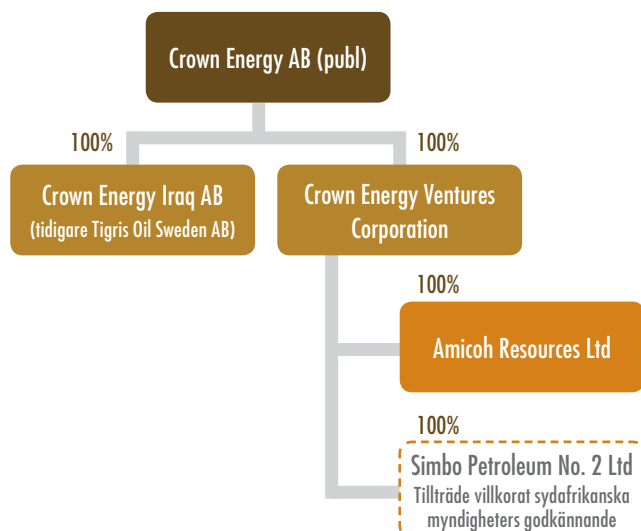 Crown Energy AB (publ)
100%
100%
Crown Energy Iraq AB
(tidigare Tigris Oil Sweden AB)
Crown Energy Ventures
Corporation
100%
Amicoh Resources Ltd
100%
Simbo Petroleum No. 2 Ltd
Tillträde villkorat sydafrikanska
myndigheters godkännande